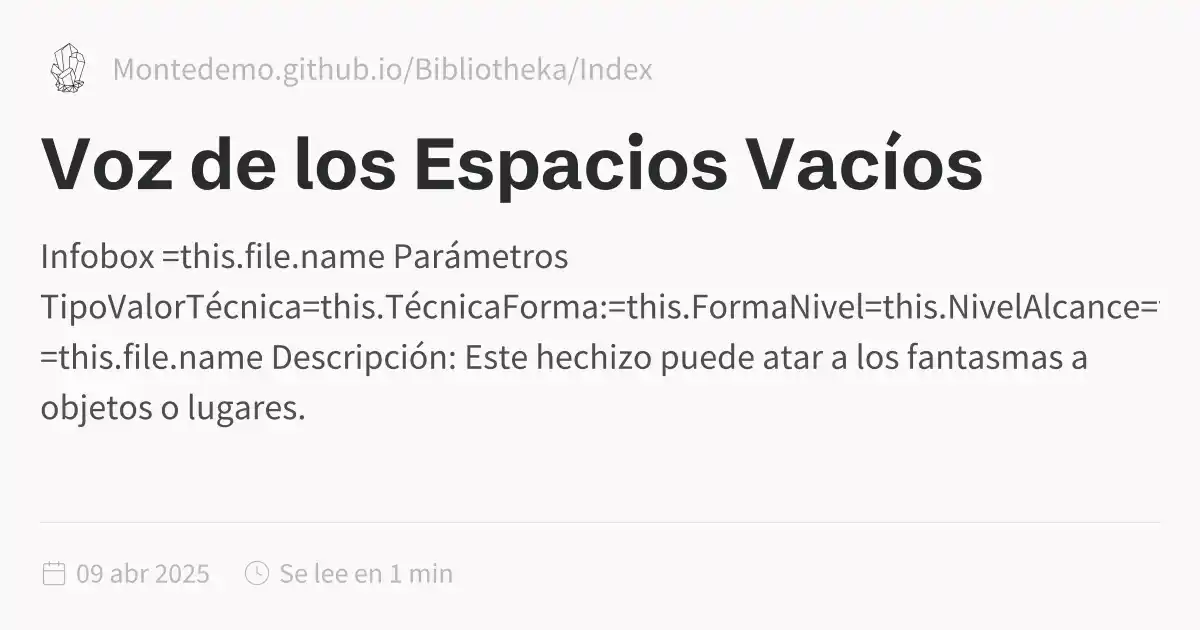 Montedemo.github.io/Bibliotheka/Index
Voz de los Espacios Vacíos
Infobox =this.file.name Parámetros
TipoValorTécnica=this.TécnicaForma:=this.FormaNivel=this.NivelAlcance=
=this.file.name Descripción: Este hechizo puede atar a los fantasmas a
objetos o lugares.
09 abr 2025 Se lee en 1 min